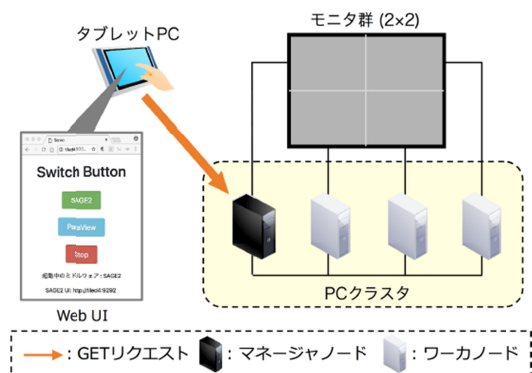 タブレットPC
モニタ群 (2×2)
Switch Button
SAGE2
ParaView
Stop
起動中のミドルウェア : SAGE2
SAGE2 UI: http://tiled4:9292
Web UI
PCクラスタ
:GETリクエスト
:マネージャノード
:ワーカノード